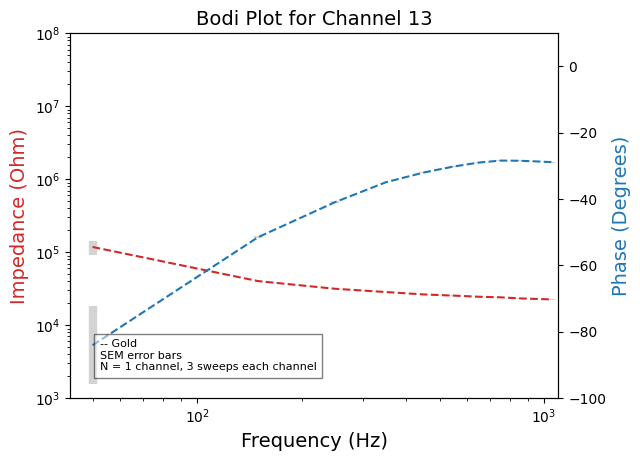 Bodi Plot for Channel 13
Impedance (Ohm)
10^8
10^7
10^6
10^5
10^4
10^3
0
-20
-40
-60
-80
-100
Phase (Degrees)
-- Gold
SEM error bars
N = 1 channel, 3 sweeps each channel
10^2
10^3
Frequency (Hz)